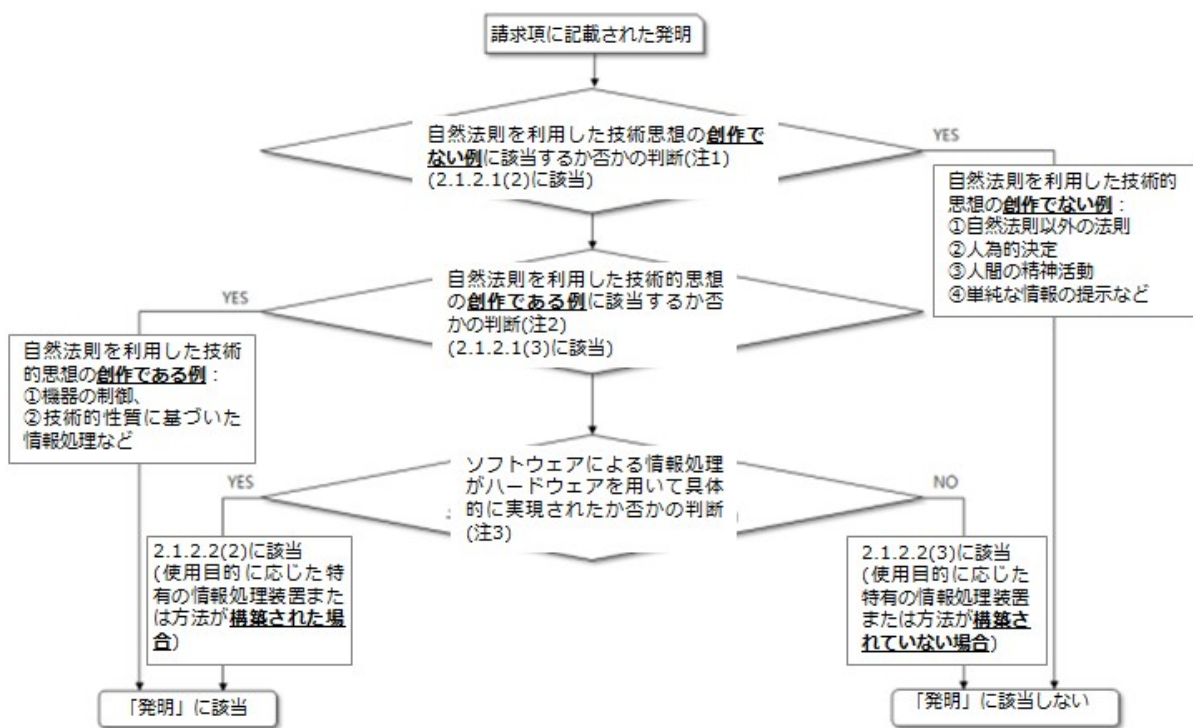 請求項に記載された発明
自然法則を利用した技術思想の創作で
ない例に該当するか否かの判断(注1)
(2.1.2.1(2)に該当)
YES
自然法則を利用した技術的
思想の創作でない例：
①自然法則以外の法則
②人為的決定
③人間の精神活動
④単純な情報の提示など
自然法則を利用した技術的思想
の創作である例に該当するか否
かの判断(注2)
(2.1.2.1(3)に該当)
YES
自然法則を利用した技術
的思想の創作である例：
①機器の制御、
②技術的性質に基づいた
情報処理など
ソフトウェアによる情報処理
がハードウェアを用いて具体
的に実現されたか否かの判断
(注3)
YES
NO
2.1.2.2(2)に該当
(使用目的に応じた特
有の情報処理装置また
は方法が構築された場
合)
2.1.2.2(3)に該当
(使用目的に応じた
特有の情報処理装置
または方法が構築さ
れていない場合)
「発明」に該当
「発明」に該当しない